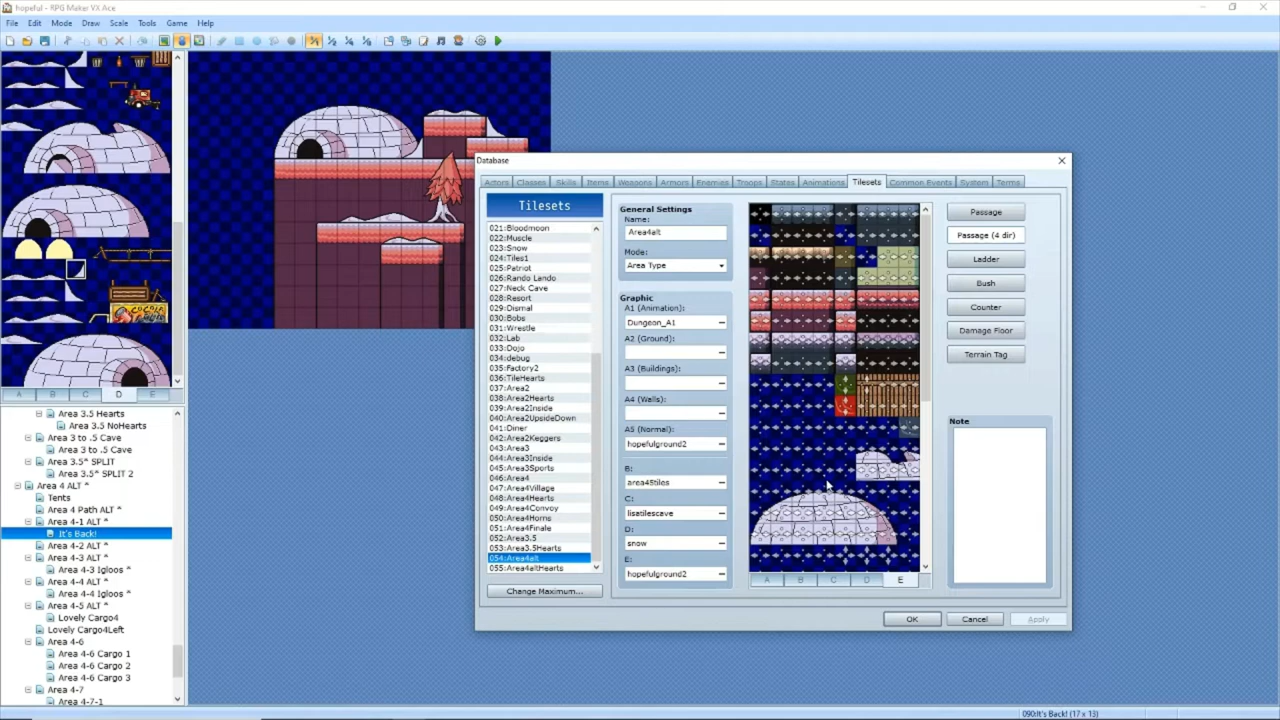 hopeful - RPG Maker VX Ace
File Edit Mode Draw Scale Tools Game Help
A B C D E
Area 3.5 Hearts
Area 3.5 NoHearts
Area 3 to .5 Cave
Area 3 to .5 Cave
Area 3.5^ SPLIT
Area 3.5^ SPLIT 2
Area 4 ALT ^
Tents
Area 4 Path ALT ^
Area 4-1 ALT ^
It's Back!
Area 4-2 ALT ^
Area 4-3 ALT ^
Area 4-3 Igloos ^
Area 4-4 ALT ^
Area 4-4 Igloos ^
Area 4-5 ALT ^
Lovely Cargo4
Lovely Cargo4Left
Area 4-6
Area 4-6 Cargo 1
Area 4-6 Cargo 2
Area 4-6 Cargo 3
Area 4-7
Area 4-7-1
Database
Actors Classes Skills Items Weapons Armors Enemies Troops States Animations Tilesets Common Events System Terms
Tilesets
021:Bloodmoon
022:Muscle
023:Snow
024:Tiles1
025:Patriot
026:Rando Lando
027:Neck Cave
028:Resort
029:Dismal
030:Bobs
031:Wrestle
032:Lab
033:Dojo
034:debug
035:Factory2
036:TileHearts
037:Area2
038:Area2Hearts
039:Area2Inside
040:Area2UpsideDown
041:Diner
042:Area2Keggers
043:Area3
044:Area3Inside
045:Area3Sports
046:Area4
047:Area4Village
048:Area4Hearts
049:Area4Convoy
050:Area4Horns
051:Area4Finale
052:Area3.5
053:Area3.5Hearts
054:Area4alt
055:Area4altHearts
Change Maximum...
General Settings
Name:
Area4alt
Mode:
Area Type
Graphic
A1 (Animation):
Dungeon_A1
A2 (Ground):
A3 (Buildings):
A4 (Walls):
A5 (Normal):
hopefulground2
B:
area45tiles
C:
lisatilescave
D:
snow
E:
hopefulground2
A B C D E
Passage
Passage (4 dir)
Ladder
Bush
Counter
Damage Floor
Terrain Tag
Note
OK Cancel Apply
090:It's Back! (17 x 13)